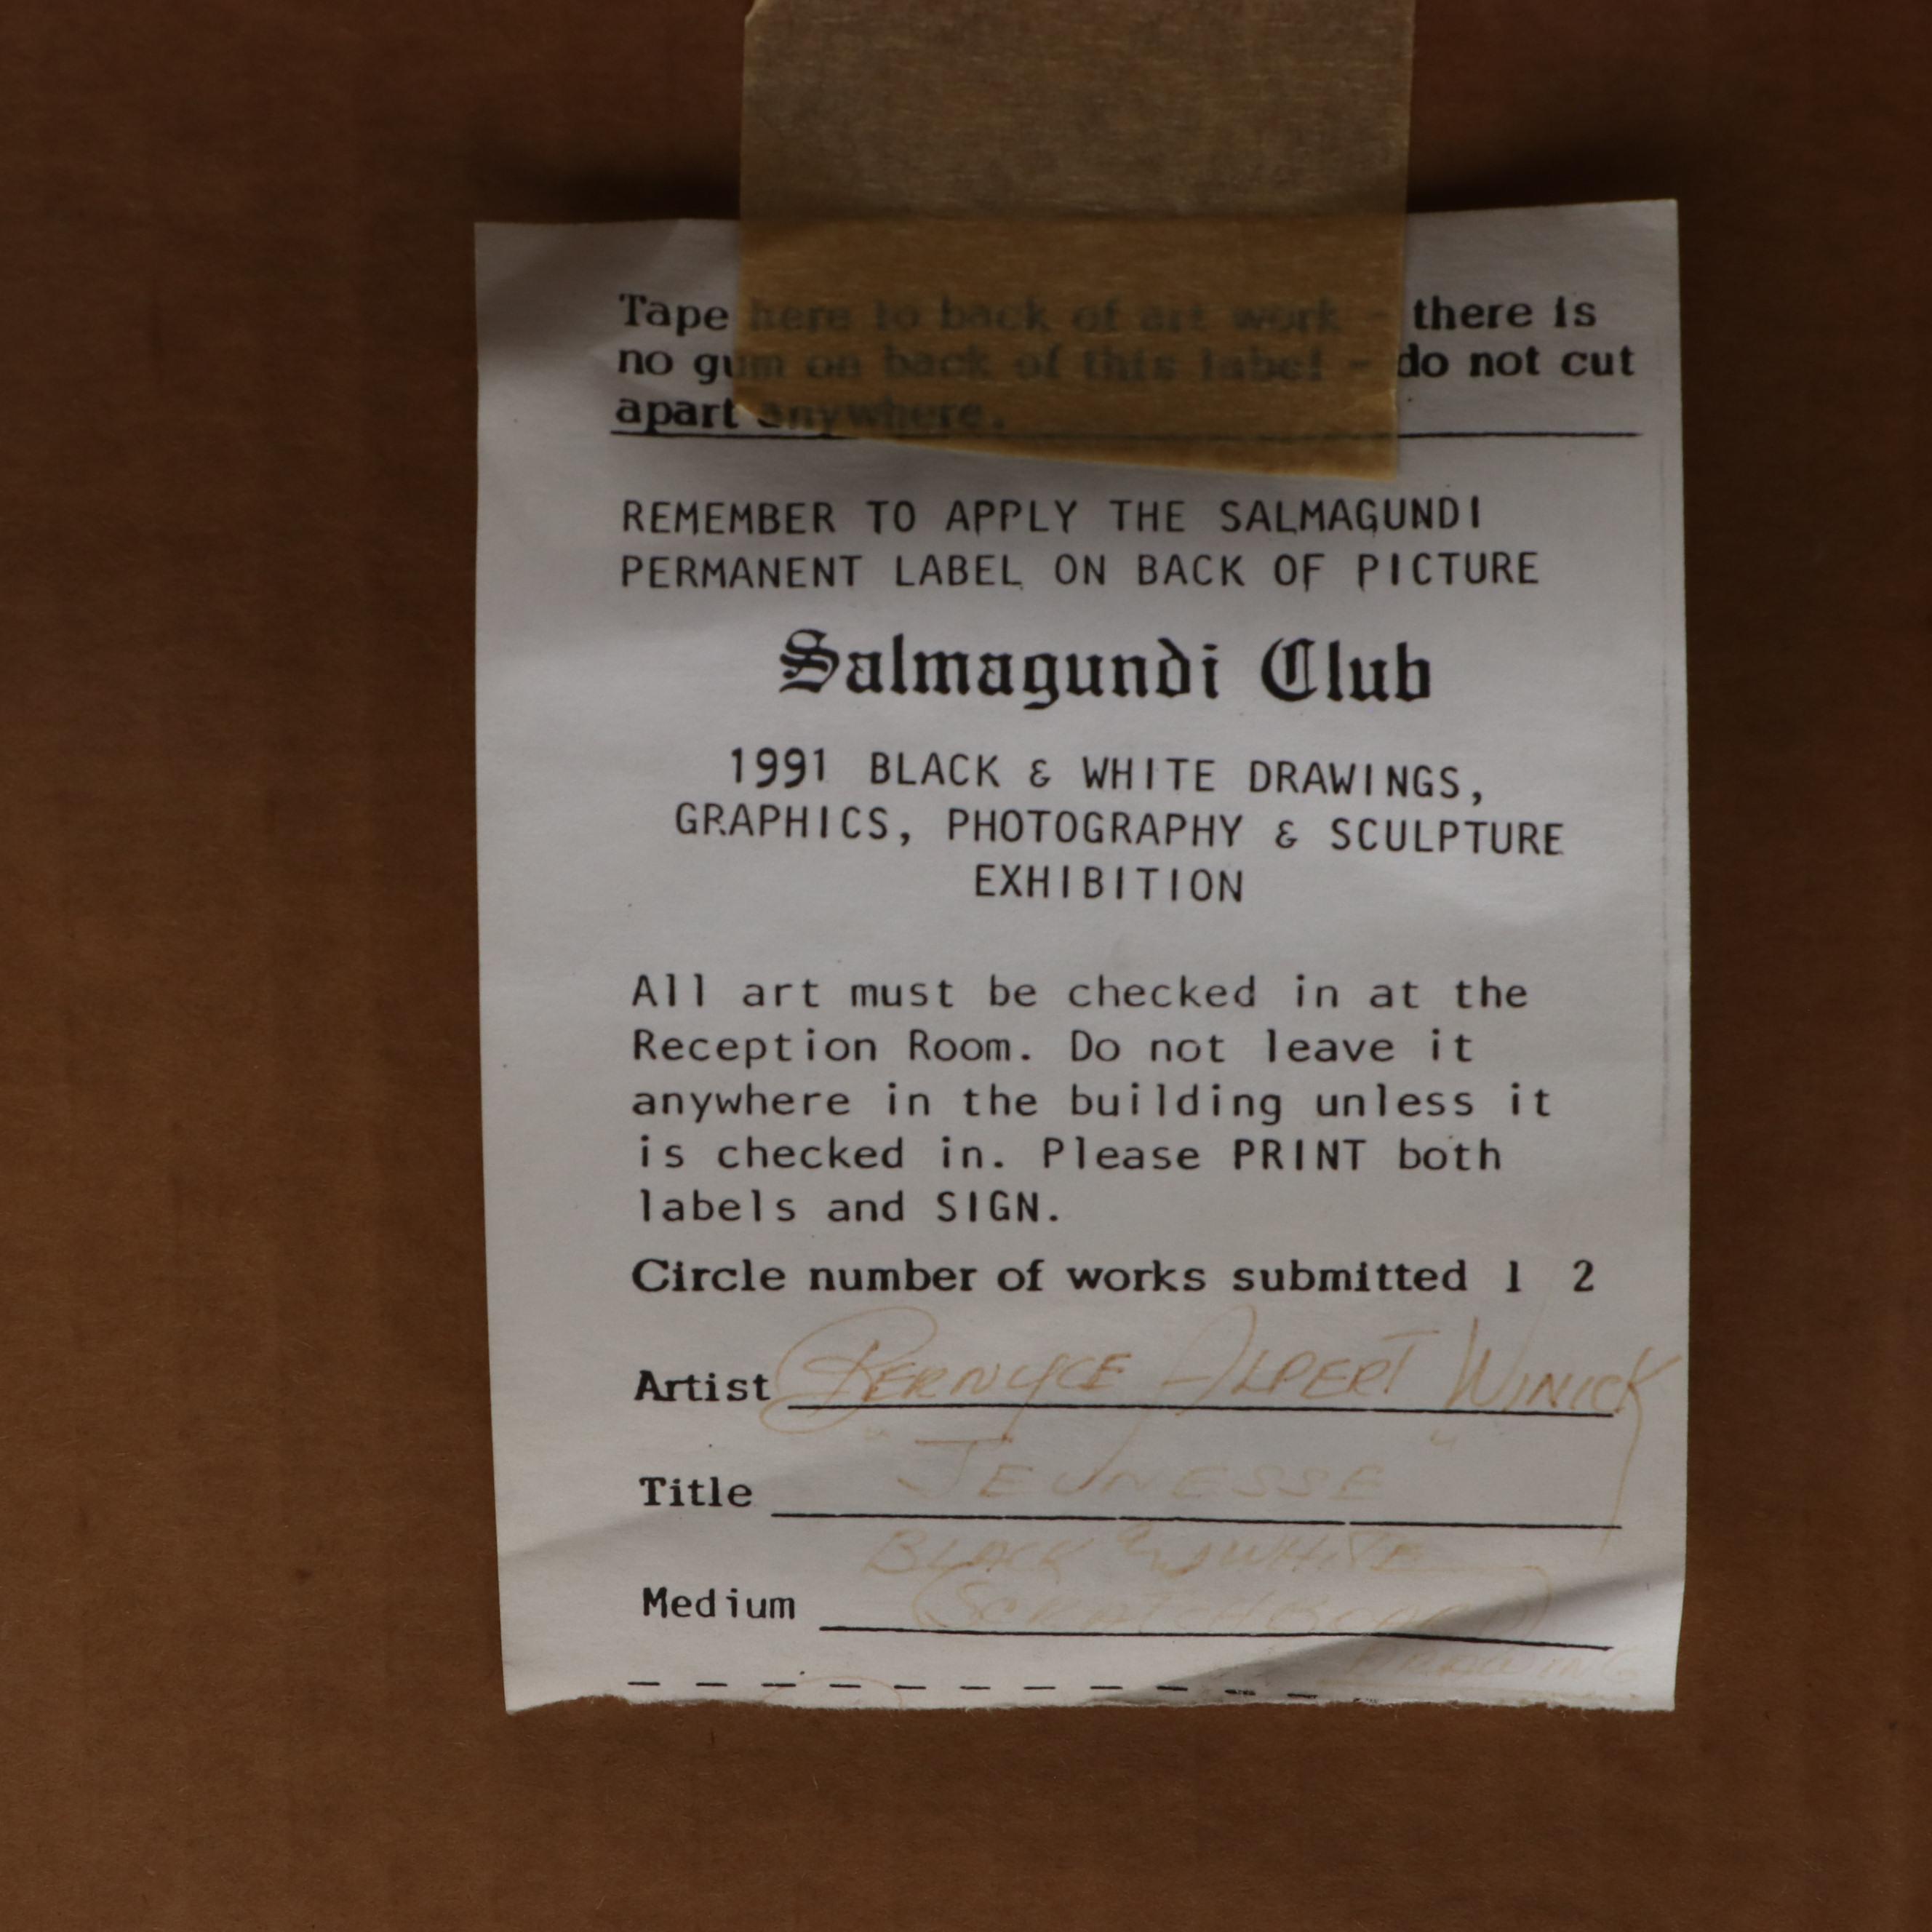 Tape here to back of art work - there is
no gum on back of this label - do not cut
apart anywhere.
REMEMBER TO APPLY THE SALMAGUNDI
PERMANENT LABEL ON BACK OF PICTURE
Salmagundi Club
1991 BLACK & WHITE DRAWINGS,
GRAPHICS, PHOTOGRAPHY & SCULPTURE
EXHIBITION
All art must be checked in at the
Reception Room. Do not leave it
anywhere in the building unless it
is checked in. Please PRINT both
labels and SIGN.
Circle number of works submitted 1 2
Artist BERNYCE ALPERT WINICK
Title "JEUNESSE"
BLACK & WHITE
Medium (SCRATCHBOARD)
DRAWING